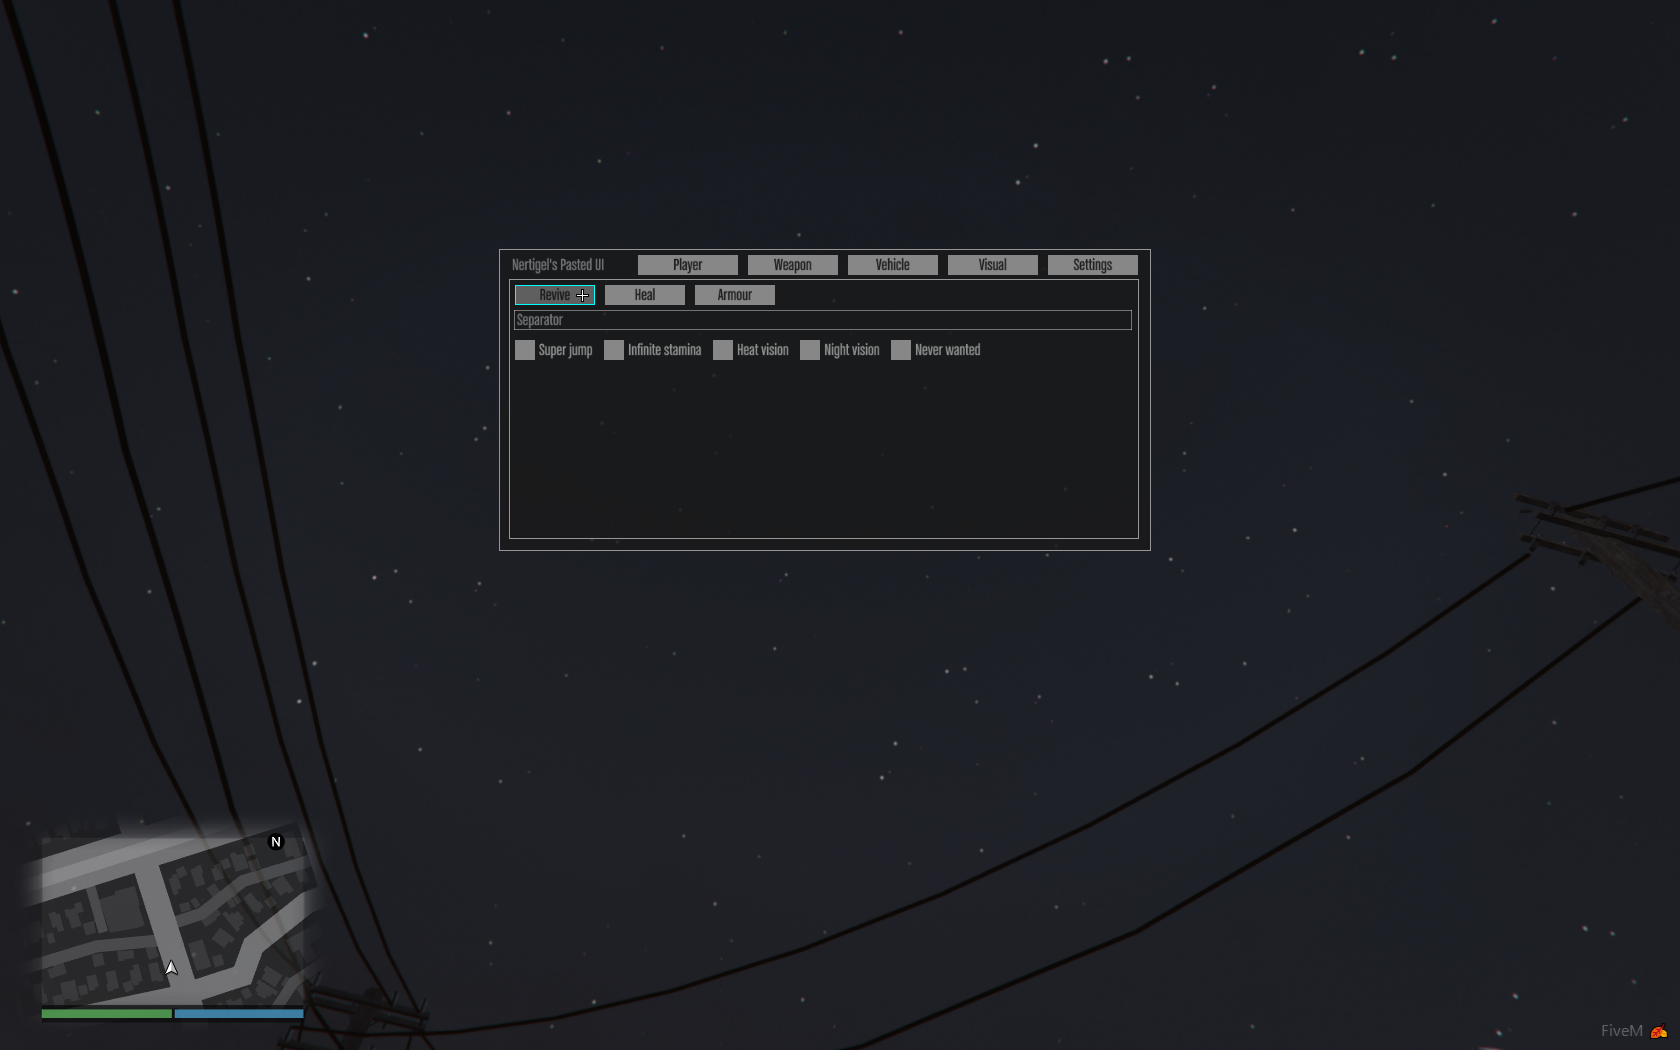 Nertigel's Pasted UI Player Weapon Vehicle Visual Settings
Revive Heal Armour
Separator
Super jump Infinite stamina Heat vision Night vision Never wanted
N
FiveM